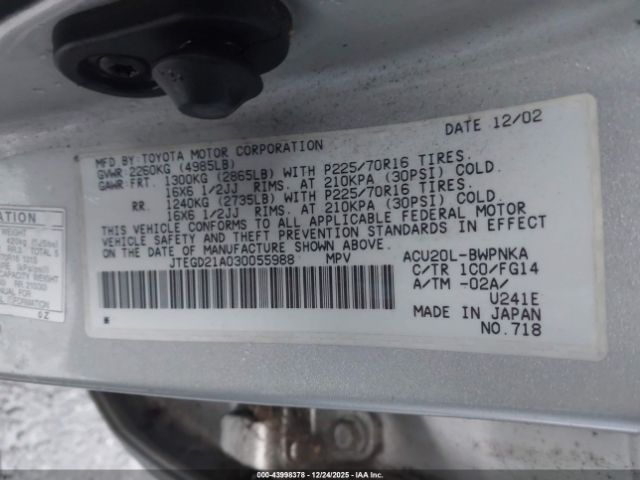 DATE 12/02
MFD BY TOYOTA MOTOR CORPORATION
GVWR 2260KG (4985LB)
GAWR FRT. 1300KG (2865LB) WITH P225/70R16 TIRES.
16X6 1/2JJ RIMS. AT 210KPA (30PSI) COLD.
RR. 1240KG (2735LB) WITH P225/70R16 TIRES.
16X6 1/2JJ RIMS. AT 210KPA (30PSI) COLD.
THIS VEHICLE CONFORMS TO ALL APPLICABLE FEDERAL MOTOR
VEHICLE SAFETY AND BUMPER STANDARDS IN EFFECT
ON THE DATE OF MANUFACTURE SHOWN ABOVE.
THEFT PREVENTION
JTEGD21A030055988 MPV ACU20L-BWPNKA
C/TR 1C0/FG14
A/TM -02A/
U241E
MADE IN JAPAN
NO.718
000-43998378 - 12/24/2025 - IAA Inc.